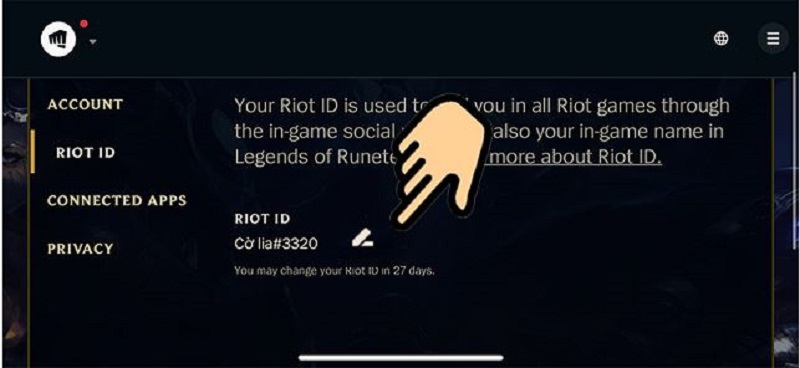 ACCOUNT
RIOT ID
CONNECTED APPS
PRIVACY
Your Riot ID is used to you in all Riot games through
the in-game social also your in-game name in
Legends of Runete more about Riot ID.
RIOT ID
Cờ lia#3320
You may change your Riot ID in 27 days.